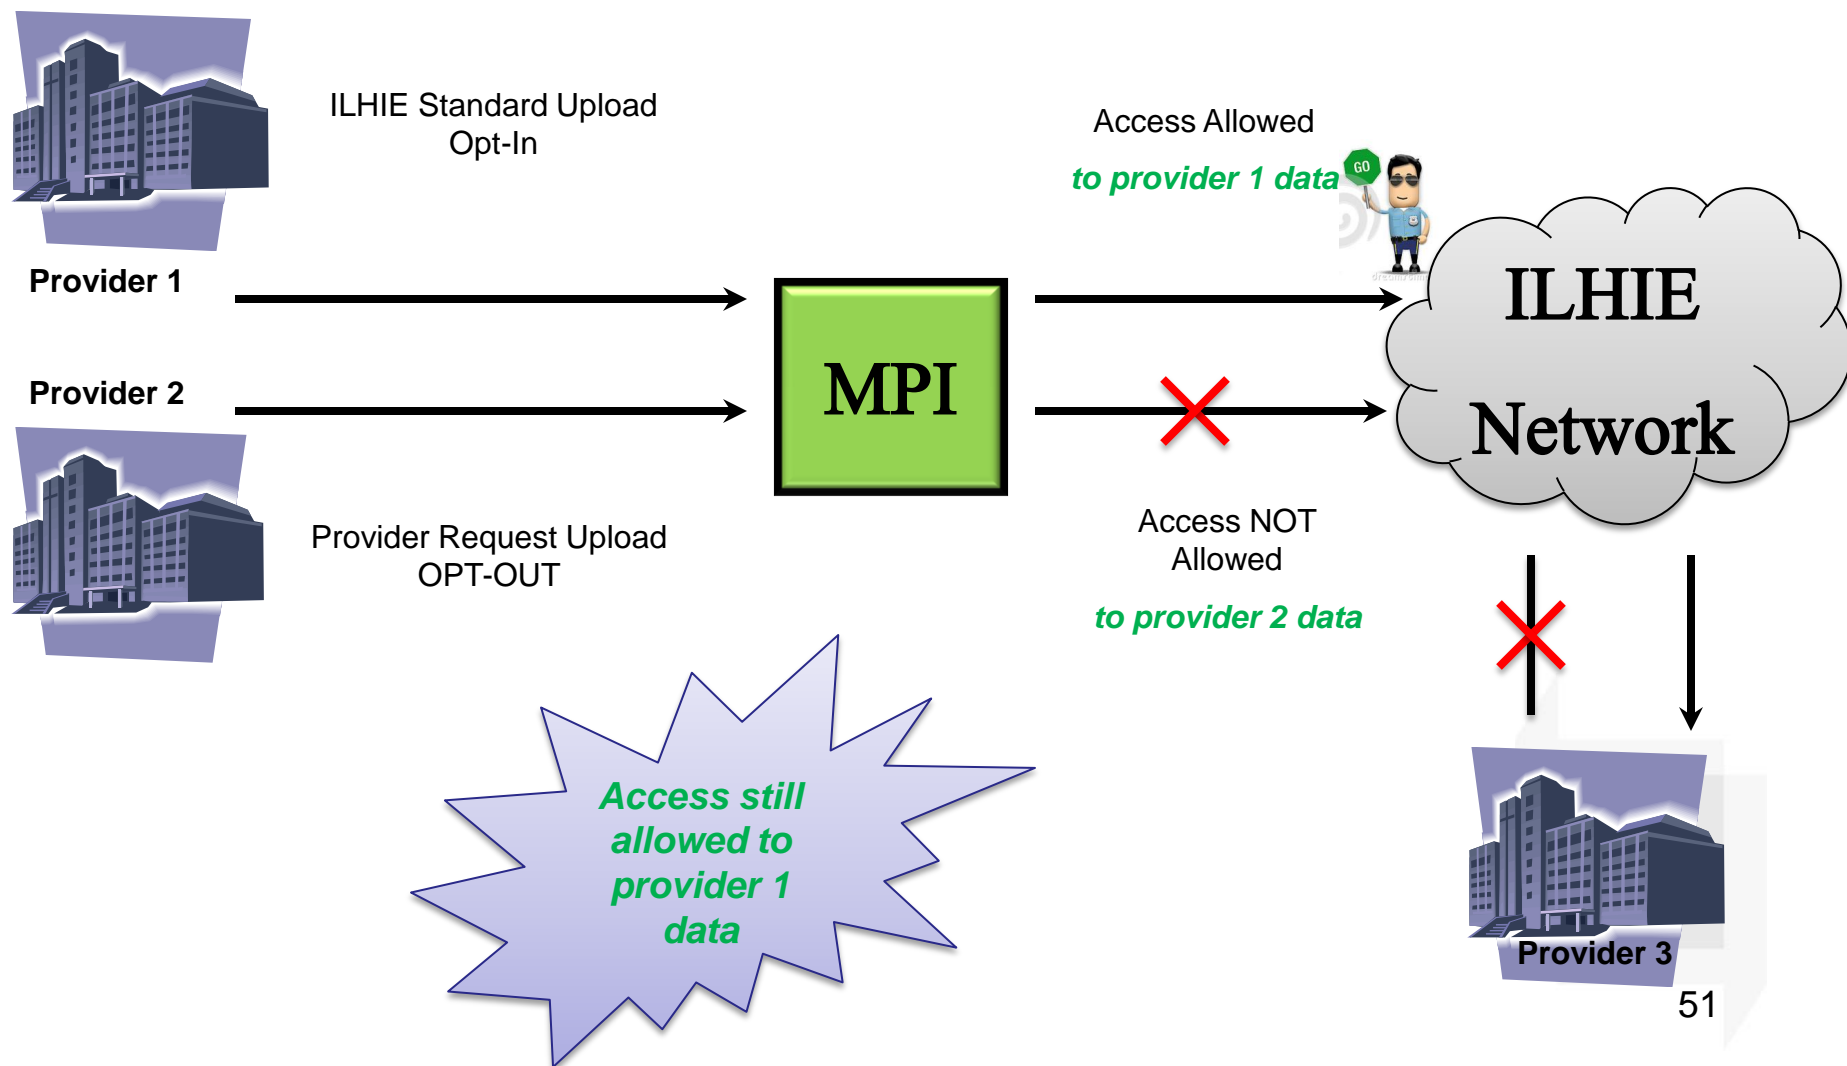 ILHIE Standard Upload
Opt-In
Access Allowed
to provider 1 data
GO
Provider 1
ILHIE
Network
MPI
Provider 2
Provider Request Upload
OPT-OUT
Access NOT
Allowed
to provider 2 data
Access still
allowed to
provider 1
data
Provider 3
51